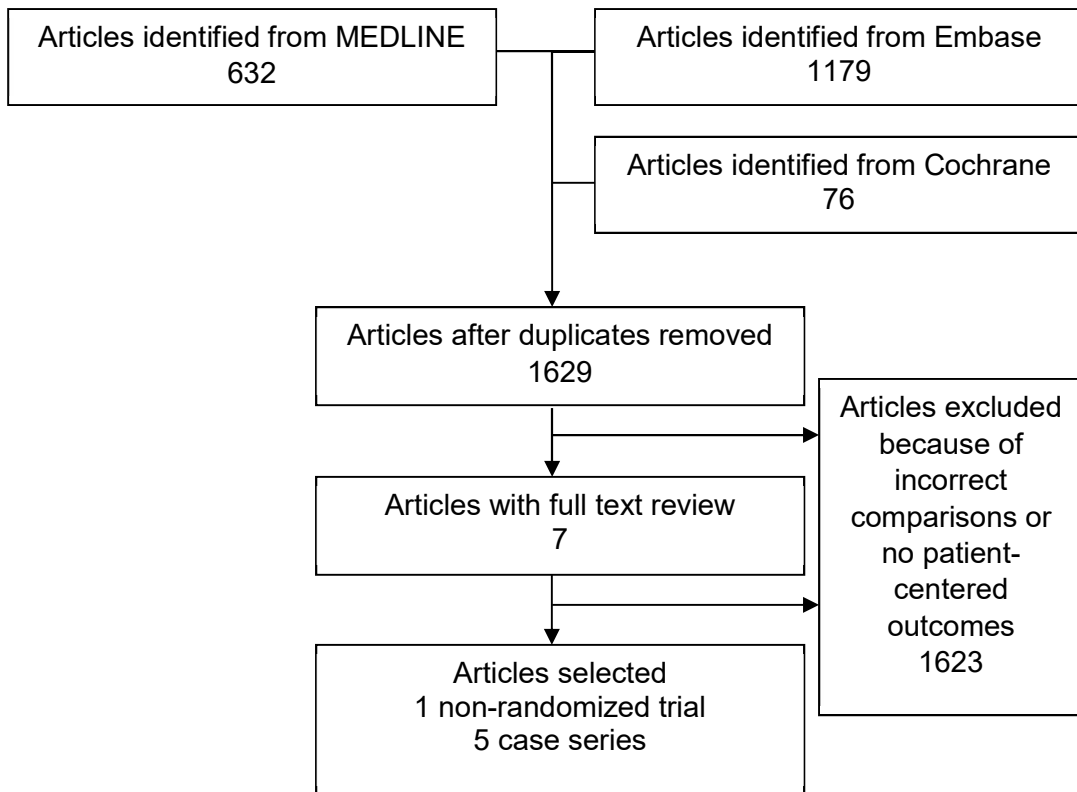 Articles identified from MEDLINE
632
Articles identified from Embase
1179
Articles identified from Cochrane
76
Articles after duplicates removed
1629
Articles excluded
because of
incorrect
comparisons or
no patient-
centered
outcomes
1623
Articles with full text review
7
Articles selected
1 non-randomized trial
5 case series